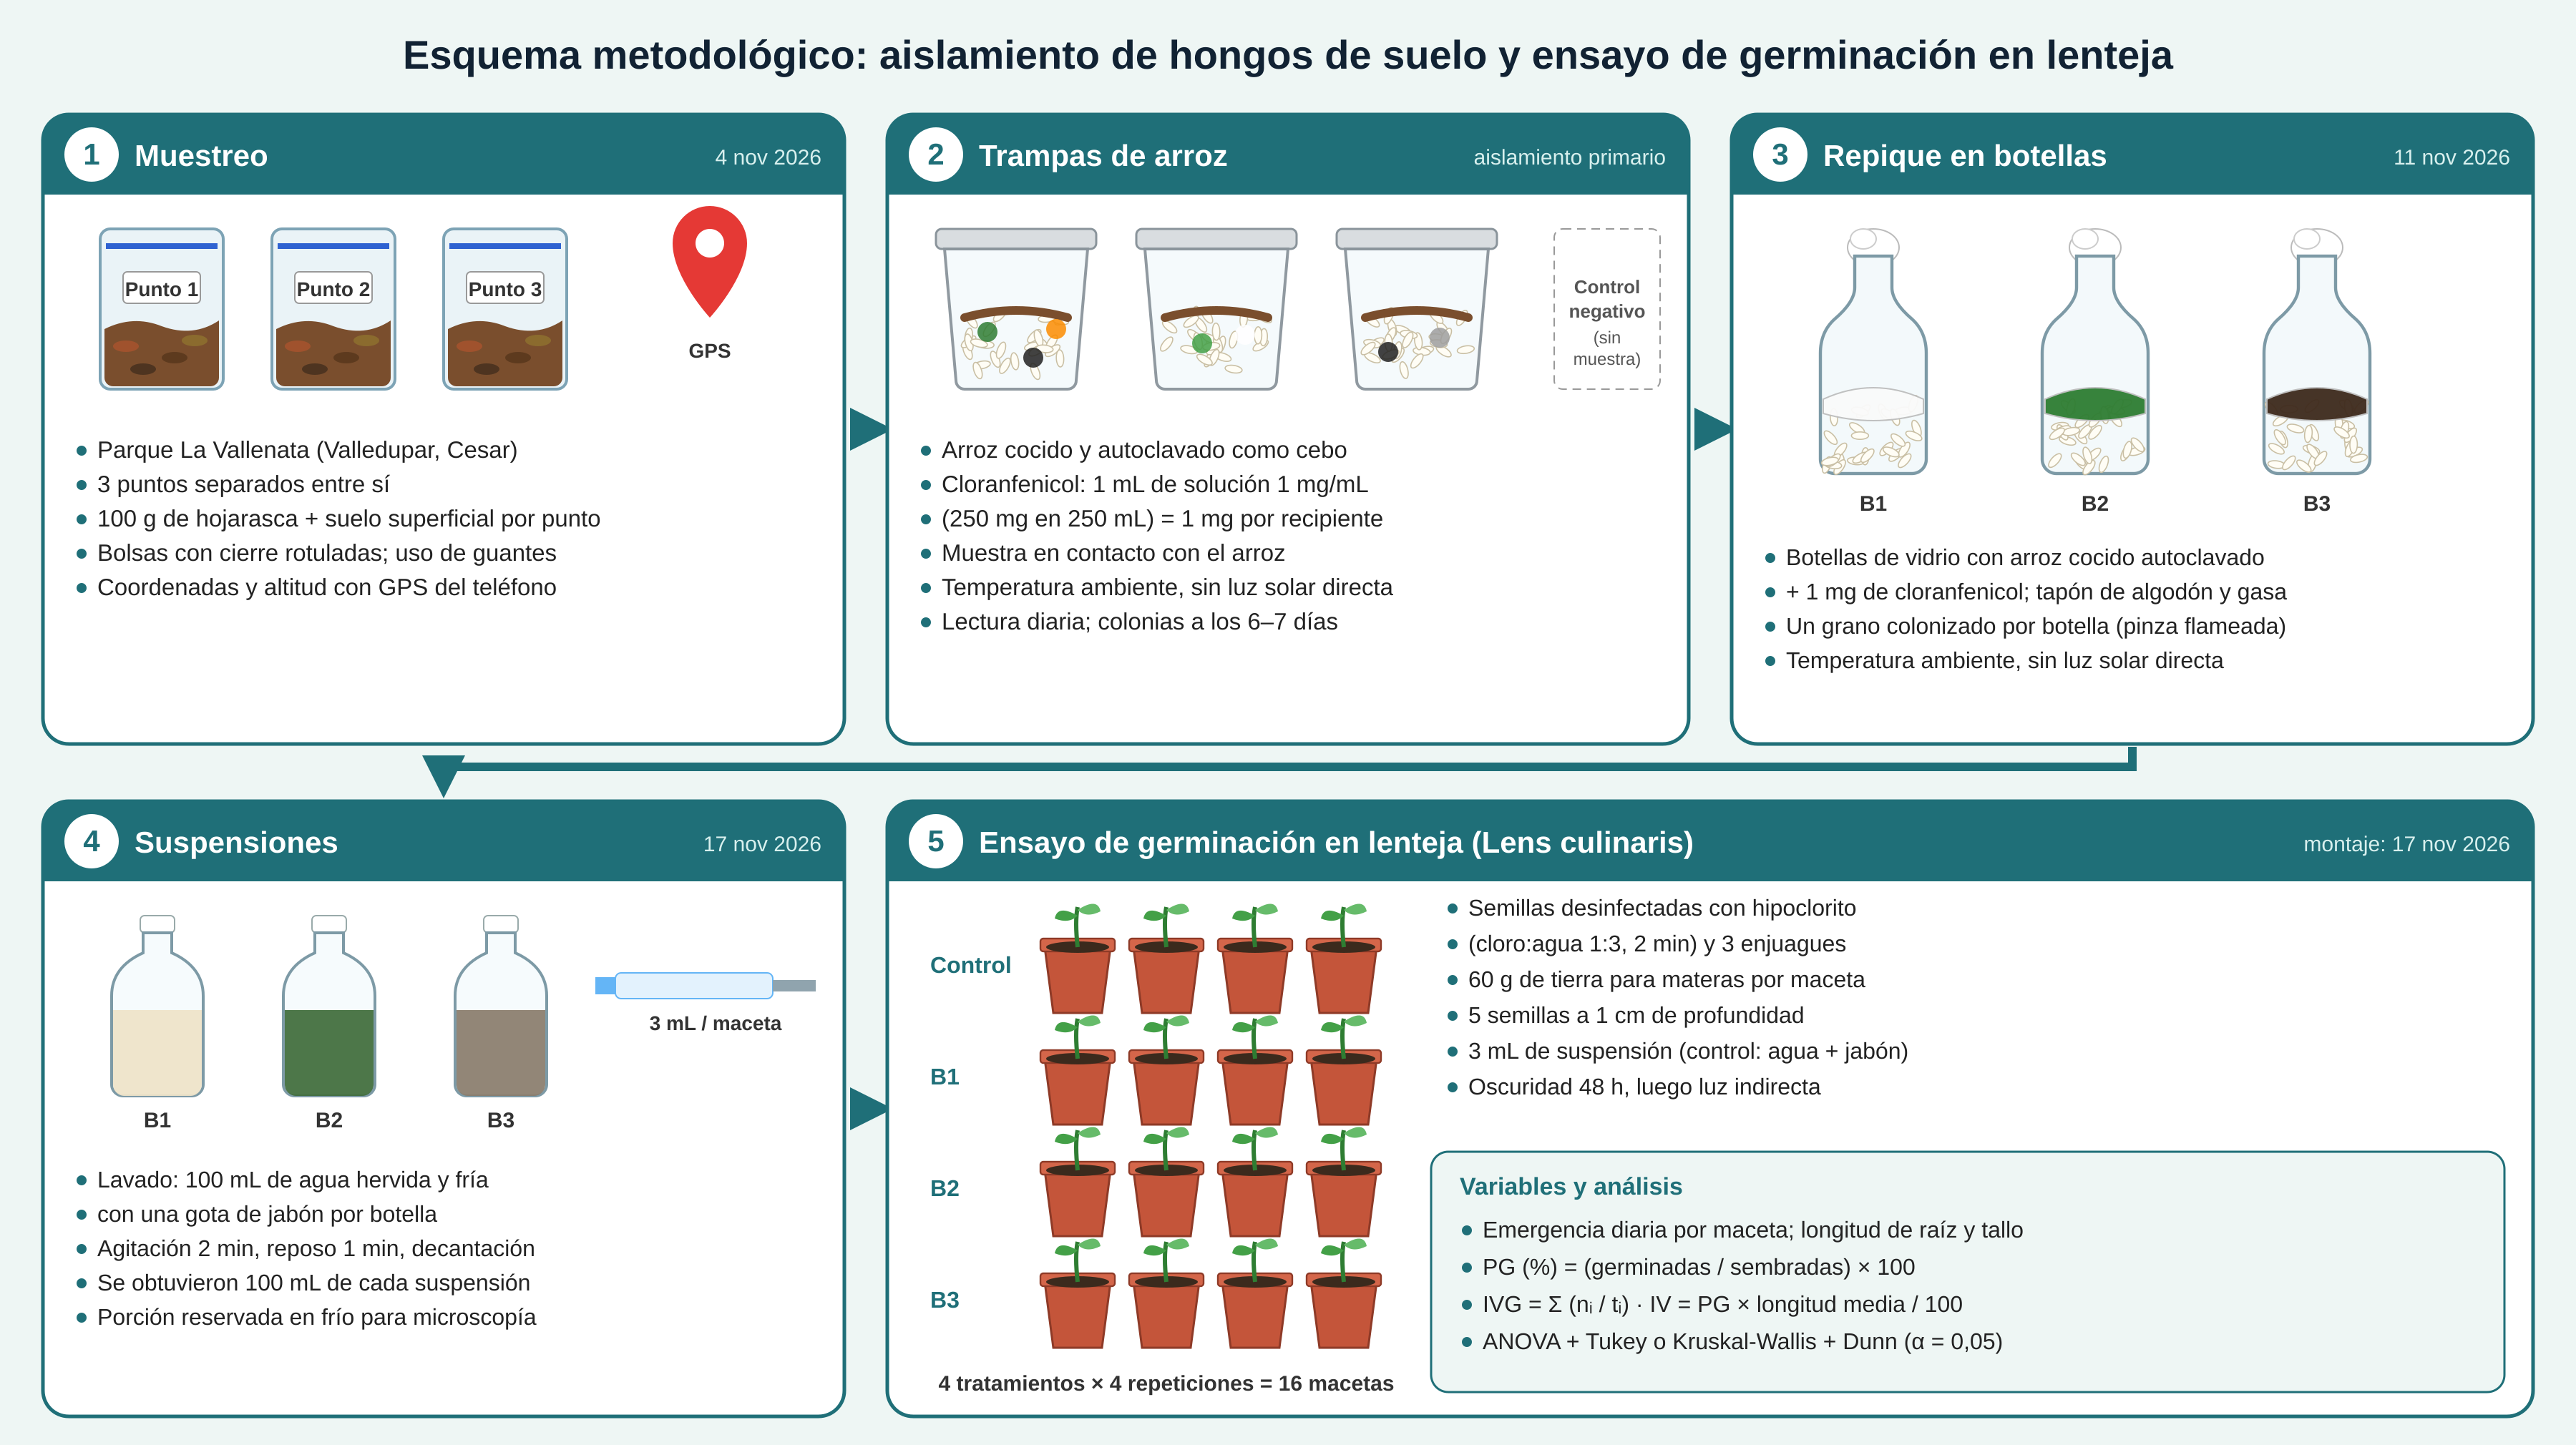 Esquema metodológico: aislamiento de hongos de suelo y ensayo de germinación en lenteja
1 Muestreo 4 nov 2026
Punto 1 Punto 2 Punto 3
GPS
• Parque La Vallenata (Valledupar, Cesar)
• 3 puntos separados entre sí
• 100 g de hojarasca + suelo superficial por punto
• Bolsas con cierre rotuladas; uso de guantes
• Coordenadas y altitud con GPS del teléfono
2 Trampas de arroz aislamiento primario
Control
negativo
(sin
muestra)
• Arroz cocido y autoclavado como cebo
• Cloranfenicol: 1 mL de solución 1 mg/mL
• (250 mg en 250 mL) = 1 mg por recipiente
• Muestra en contacto con el arroz
• Temperatura ambiente, sin luz solar directa
• Lectura diaria; colonias a los 6–7 días
3 Repique en botellas 11 nov 2026
B1 B2 B3
• Botellas de vidrio con arroz cocido autoclavado
• + 1 mg de cloranfenicol; tapón de algodón y gasa
• Un grano colonizado por botella (pinza flameada)
• Temperatura ambiente, sin luz solar directa
4 Suspensiones 17 nov 2026
3 mL / maceta
B1 B2 B3
• Lavado: 100 mL de agua hervida y fría
• con una gota de jabón por botella
• Agitación 2 min, reposo 1 min, decantación
• Se obtuvieron 100 mL de cada suspensión
• Porción reservada en frío para microscopía
5 Ensayo de germinación en lenteja (Lens culinaris) montaje: 17 nov 2026
Control
B1
B2
B3
4 tratamientos × 4 repeticiones = 16 macetas
• Semillas desinfectadas con hipoclorito
• (cloro:agua 1:3, 2 min) y 3 enjuagues
• 60 g de tierra para materas por maceta
• 5 semillas a 1 cm de profundidad
• 3 mL de suspensión (control: agua + jabón)
• Oscuridad 48 h, luego luz indirecta
Variables y análisis
• Emergencia diaria por maceta; longitud de raíz y tallo
• PG (%) = (germinadas / sembradas) × 100
• IVG = Σ (nᵢ / tᵢ) · IV = PG × longitud media / 100
• ANOVA + Tukey o Kruskal-Wallis + Dunn (α = 0,05)